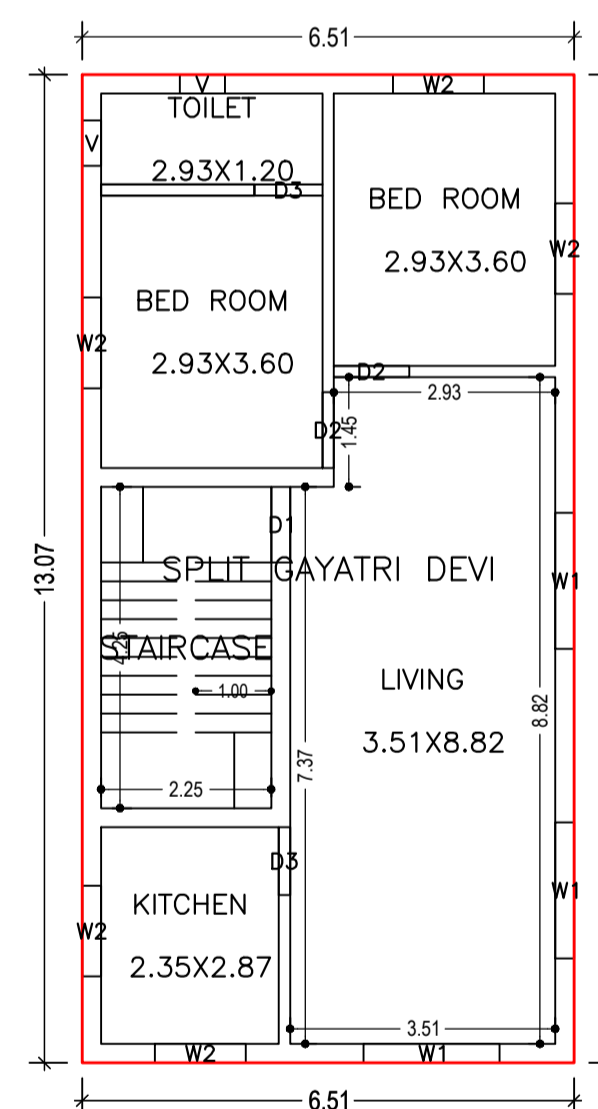 6.51
V
W2
TOILET
2.93X1.20
V
D3
BED ROOM
2.93X3.60
W2
BED ROOM
2.93X3.60
W2
D2
2.93
D2
1.45
D1
13.07
SPLIT GAYATRI DEVI
W1
STAIRCASE
4.25
1.00
LIVING
3.51X8.82
8.82
7.37
2.25
D3
W1
KITCHEN
2.35X2.87
W2
3.51
W2
W1
6.51